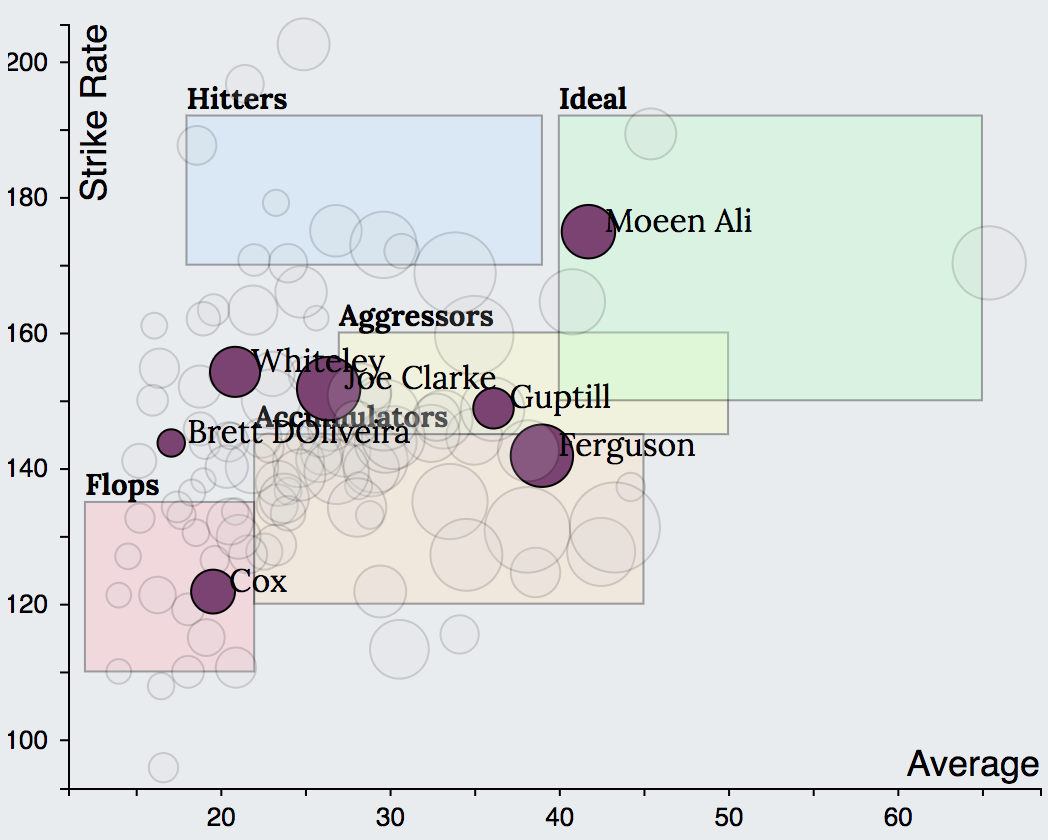 Strike Rate
200
180
160
140
120
100
Hitters
Ideal
Moeen Ali
Aggressors
Whiteley
Joe Clarke
Guptill
Accumulators
Brett DOliveira
Ferguson
Flops
Cox
Average
20
30
40
50
60